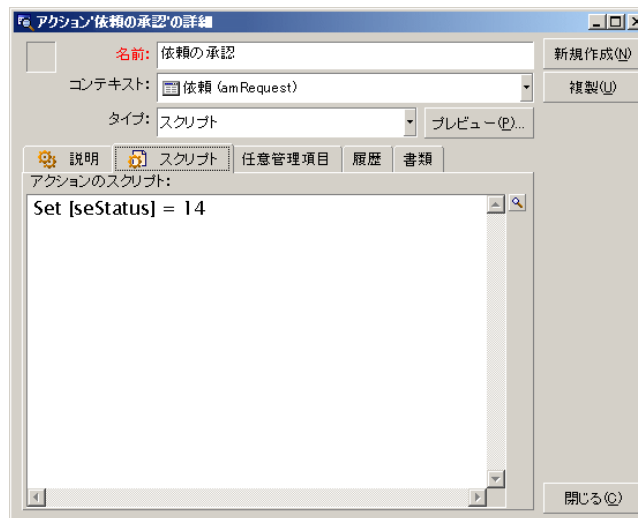 アクション'依頼の承認'の詳細
名前: 依頼の承認
新規作成(N)
コンテキスト: 依頼 (amRequest)
複製(U)
タイプ: スクリプト
プレビュー(P)...
説明 スクリプト 任意管理項目 履歴 書類
アクションのスクリプト:
Set [seStatus] = 14
閉じる(C)